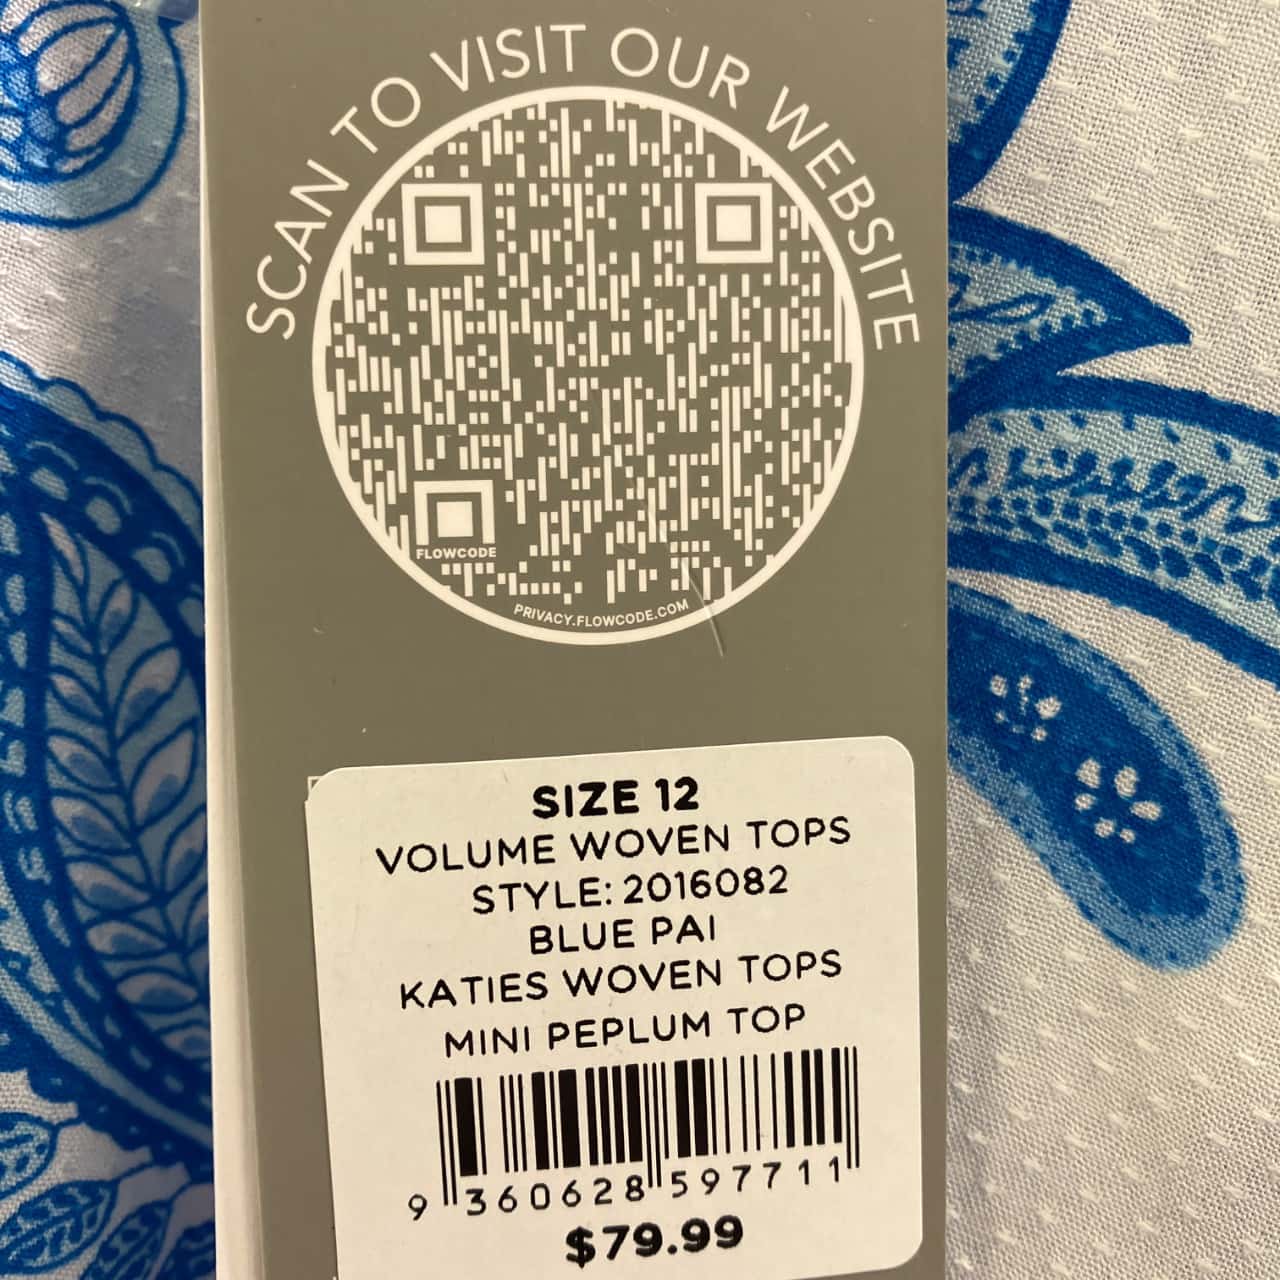 SCAN TO VISIT OUR WEBSITE
FLOWCODE
PRIVACY.FLOWCODE.COM
SIZE 12
VOLUME WOVEN TOPS
STYLE: 2016082
BLUE PAI
KATIES WOVEN TOPS
MINI PEPLUM TOP
9 360628 597711
$79.99